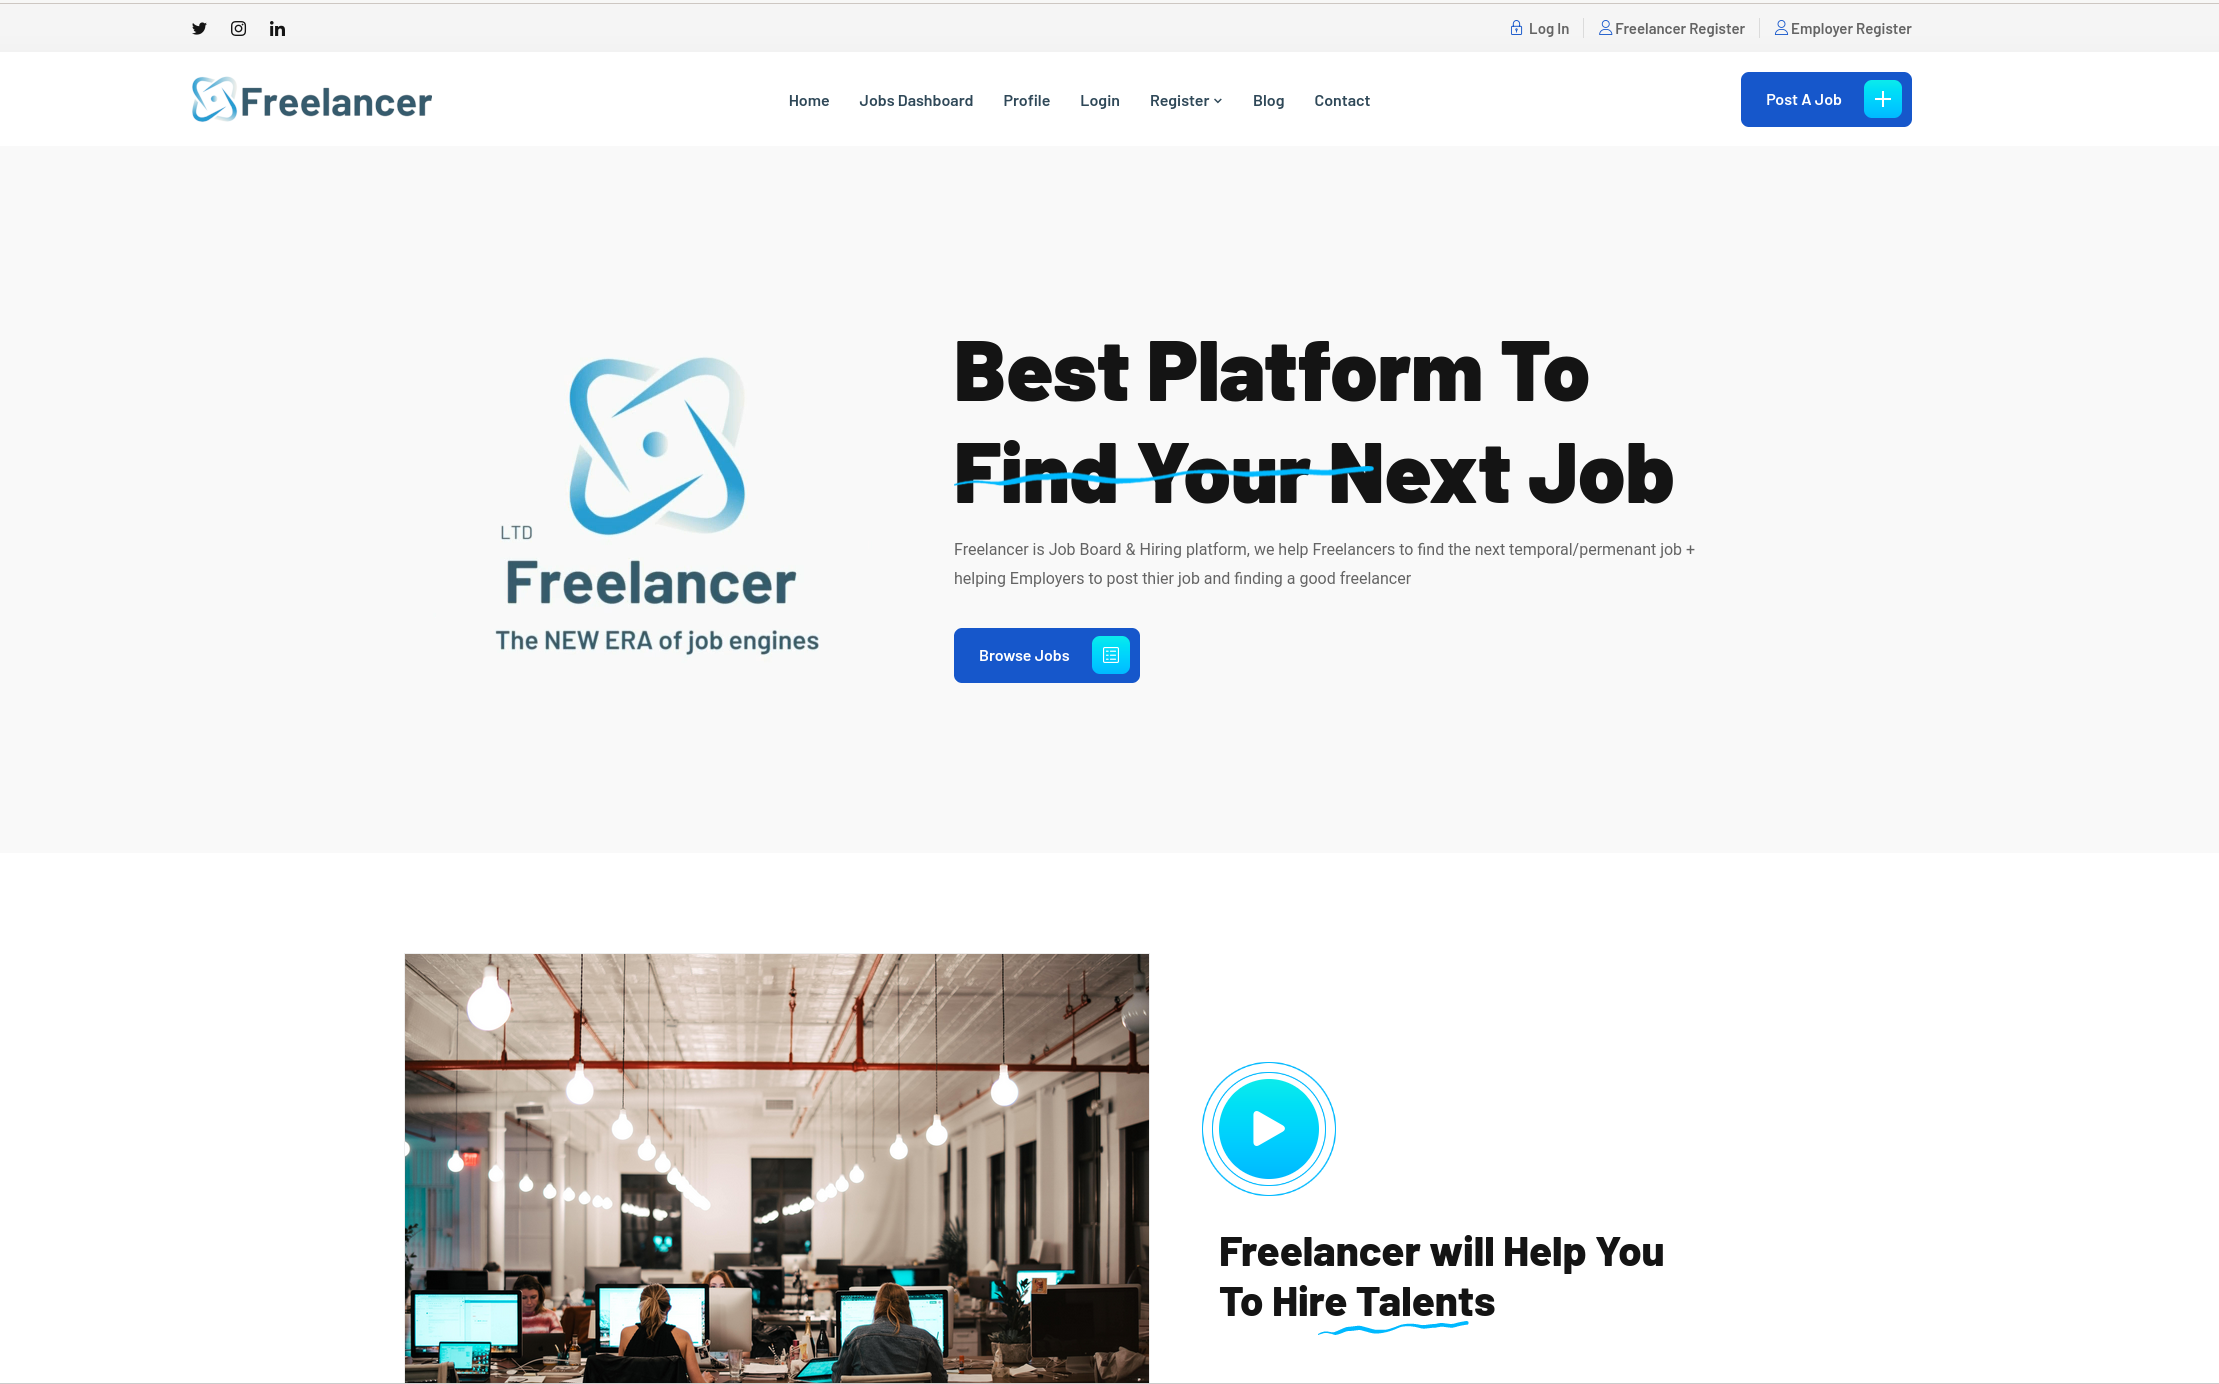 Log In
Freelancer Register
Employer Register
Freelancer
Home
Jobs Dashboard
Profile
Login
Register
Blog
Contact
Post A Job
LTD
Freelancer
The NEW ERA of job engines
Best Platform To
Find Your Next Job
Freelancer is Job Board & Hiring platform, we help Freelancers to find the next temporal/permenant job +
helping Employers to post thier job and finding a good freelancer
Browse Jobs
Freelancer will Help You
To Hire Talents